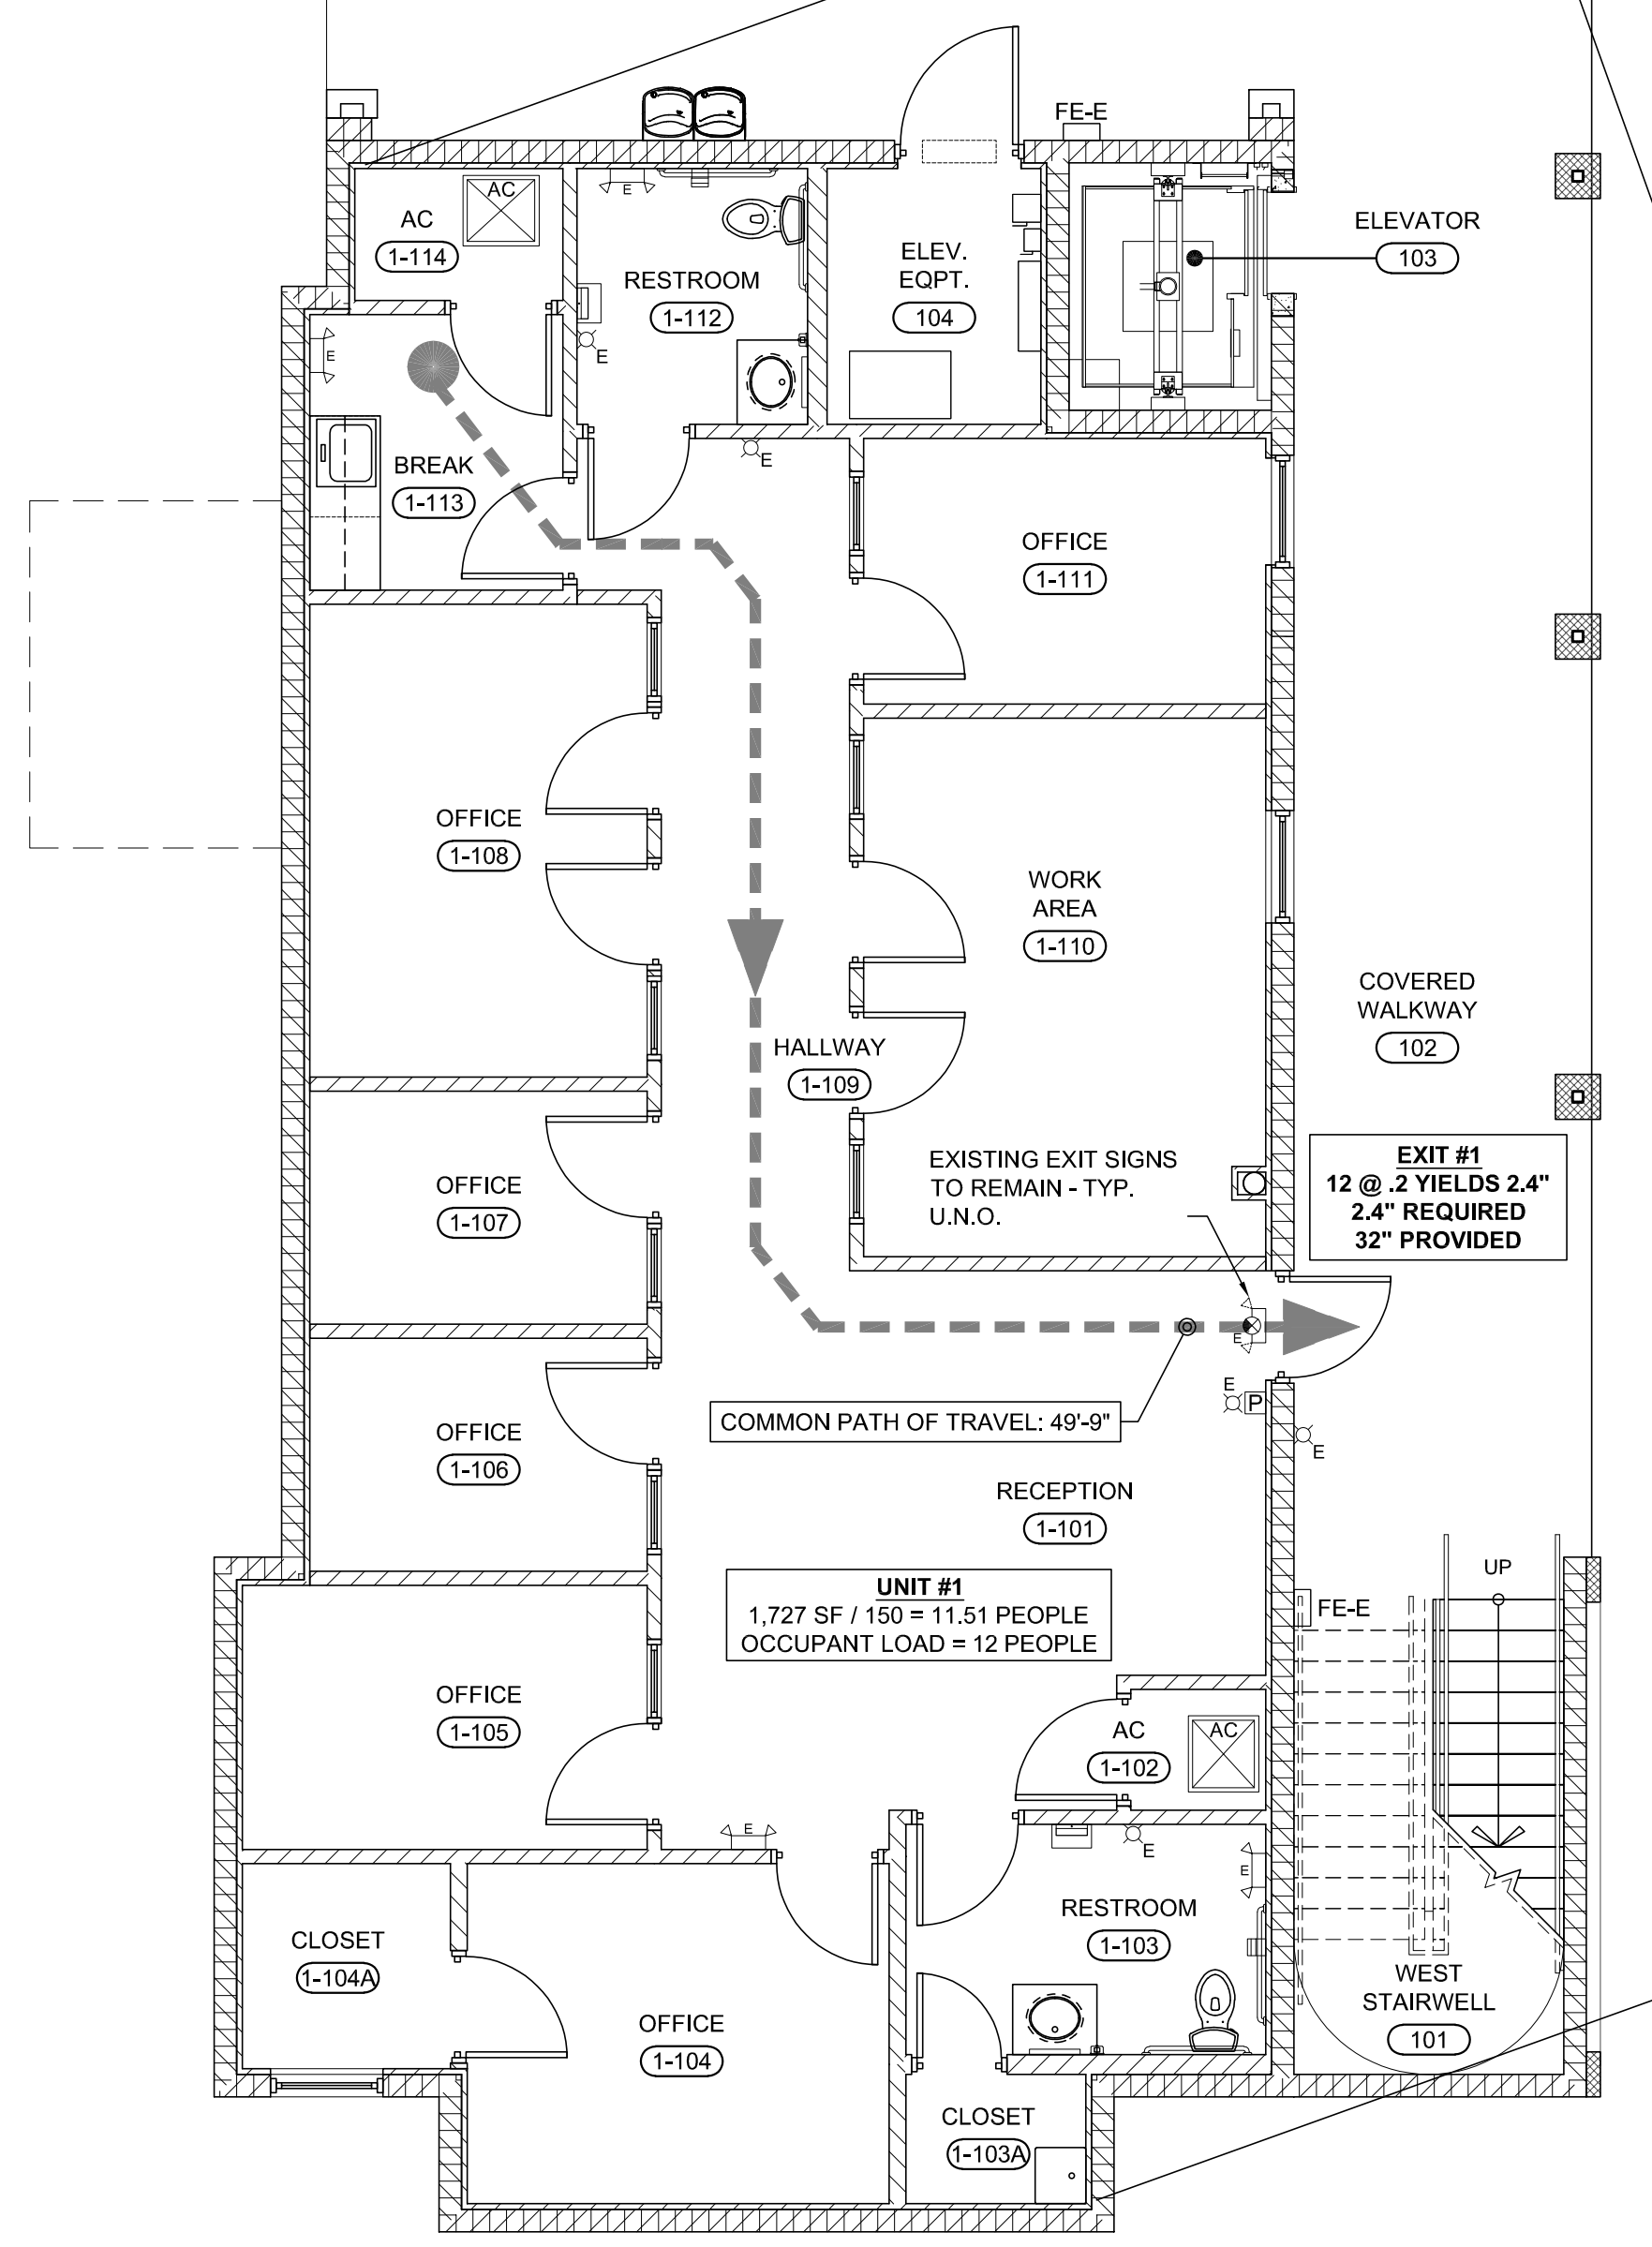 FE-E
AC
AC
1-114
RESTROOM
1-112
E
E
ELEV.
EQPT.
104
ELEVATOR
103
E
BREAK
1-113
E
OFFICE
1-111
OFFICE
1-108
WORK
AREA
1-110
COVERED
WALKWAY
102
HALLWAY
1-109
EXISTING EXIT SIGNS
TO REMAIN - TYP.
U.N.O.
EXIT #1
12 @ .2 YIELDS 2.4"
2.4" REQUIRED
32" PROVIDED
OFFICE
1-107
E
COMMON PATH OF TRAVEL: 49'-9"
E
P
E
OFFICE
1-106
RECEPTION
1-101
UNIT #1
1,727 SF / 150 = 11.51 PEOPLE
OCCUPANT LOAD = 12 PEOPLE
UP
FE-E
OFFICE
1-105
AC
1-102
AC
E
E
E
RESTROOM
1-103
CLOSET
1-104A
OFFICE
1-104
WEST
STAIRWELL
101
CLOSET
1-103A